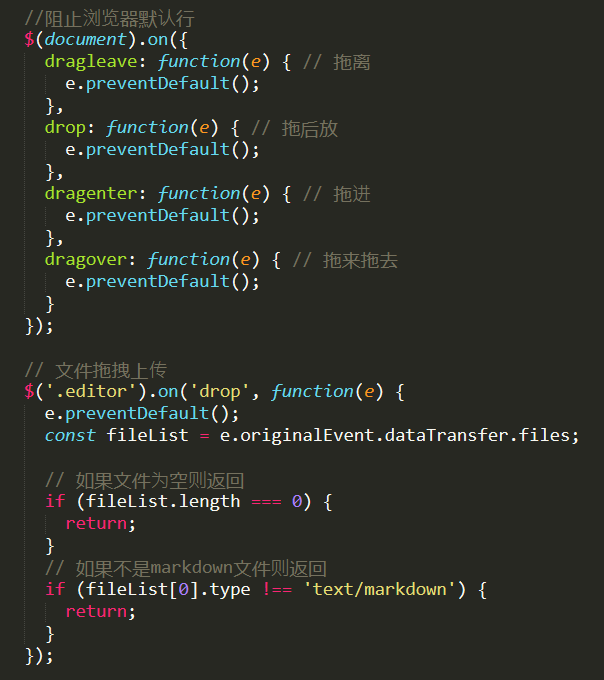 //阻止浏览器默认行
$(document).on({
  dragleave: function(e) { // 拖离
    e.preventDefault();
  },
  drop: function(e) { // 拖后放
    e.preventDefault();
  },
  dragenter: function(e) { // 拖进
    e.preventDefault();
  },
  dragover: function(e) { // 拖来拖去
    e.preventDefault();
  }
});

// 文件拖拽上传
$('.editor').on('drop', function(e) {
  e.preventDefault();
  const fileList = e.originalEvent.dataTransfer.files;

  // 如果文件为空则返回
  if (fileList.length === 0) {
    return;
  }
  // 如果不是markdown文件则返回
  if (fileList[0].type !== 'text/markdown') {
    return;
  }
});